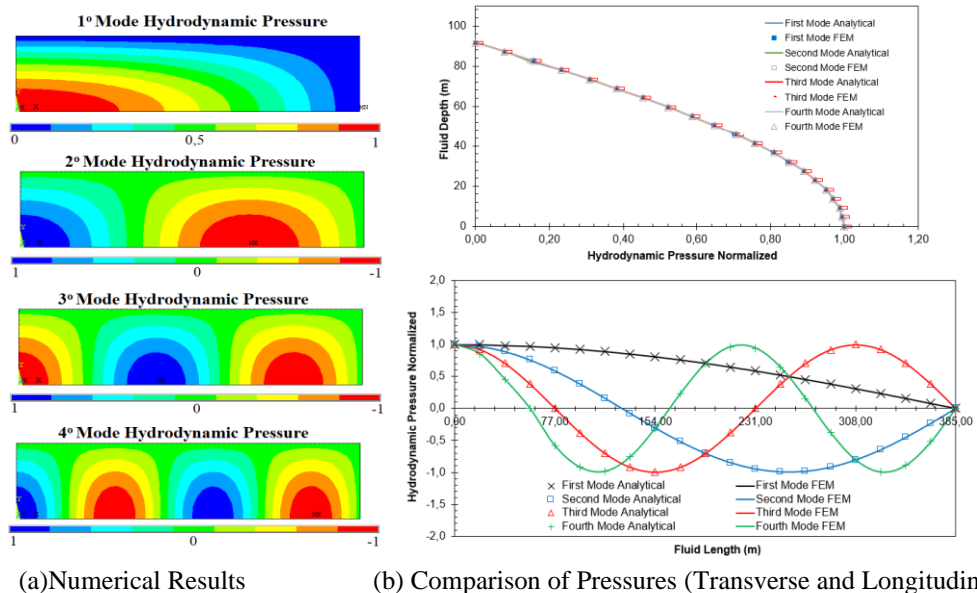 1º Mode Hydrodynamic Pressure
0 0,5 1
2º Mode Hydrodynamic Pressure
1 0 -1
3º Mode Hydrodynamic Pressure
1 0 -1
4º Mode Hydrodynamic Pressure
1 0 -1
(a)Numerical Results
Fluid Depth (m)
100
80
60
40
20
0
0,00 0,20 0,40 0,60 0,80 1,00 1,20
Hydrodynamic Pressure Normalized
First Mode Analytical
First Mode FEM
Second Mode Analytical
Second Mode FEM
Third Mode Analytical
Third Mode FEM
Fourth Mode Analytical
Fourth Mode FEM
Hydrodynamic Pressure Normalized
2,0
1,5
1,0
0,5
0,0
-0,5
-1,0
-1,5
-2,0
0,00 77,00 154,00 231,00 308,00 385,00
First Mode Analytical First Mode FEM
Second Mode Analytical Second Mode FEM
Third Mode Analytical Third Mode FEM
Fourth Mode Analytical Fourth Mode FEM
Fluid Length (m)
(b) Comparison of Pressures (Transverse and Longitudin